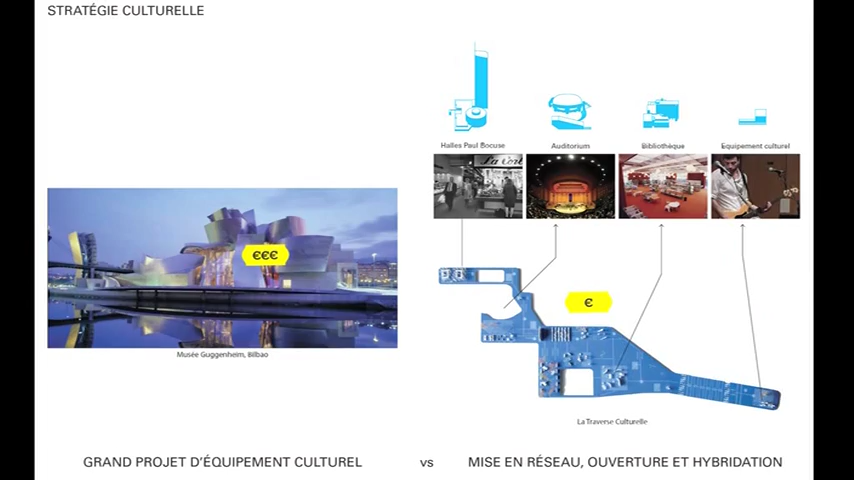 STRATÉGIE CULTURELLE
Halles Paul Bocuse
Auditorium
Bibliothèque
Equipement culturel
€€€
€
Musée Guggenheim, Bilbao
La Traverse Culturelle
GRAND PROJET D'ÉQUIPEMENT CULTUREL
vs
MISE EN RÉSEAU, OUVERTURE ET HYBRIDATION